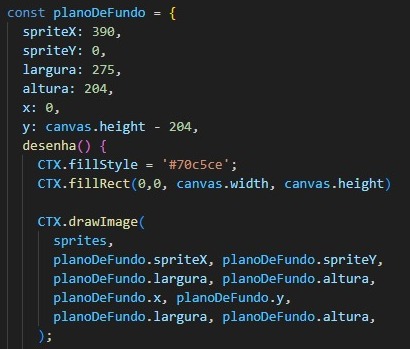 const planoDeFundo = {
spriteX: 390,
spriteY: 0,
largura: 275,
altura: 204,
x: 0,
y: canvas.height - 204,
desenha() {
CTX.fillStyle = '#70c5ce';
CTX.fillRect(0,0, canvas.width, canvas.height)
CTX.drawImage(
sprites,
planoDeFundo.spriteX, planoDeFundo.spriteY,
planoDeFundo.largura, planoDeFundo.altura,
planoDeFundo.x, planoDeFundo.y,
planoDeFundo.largura, planoDeFundo.altura,
);